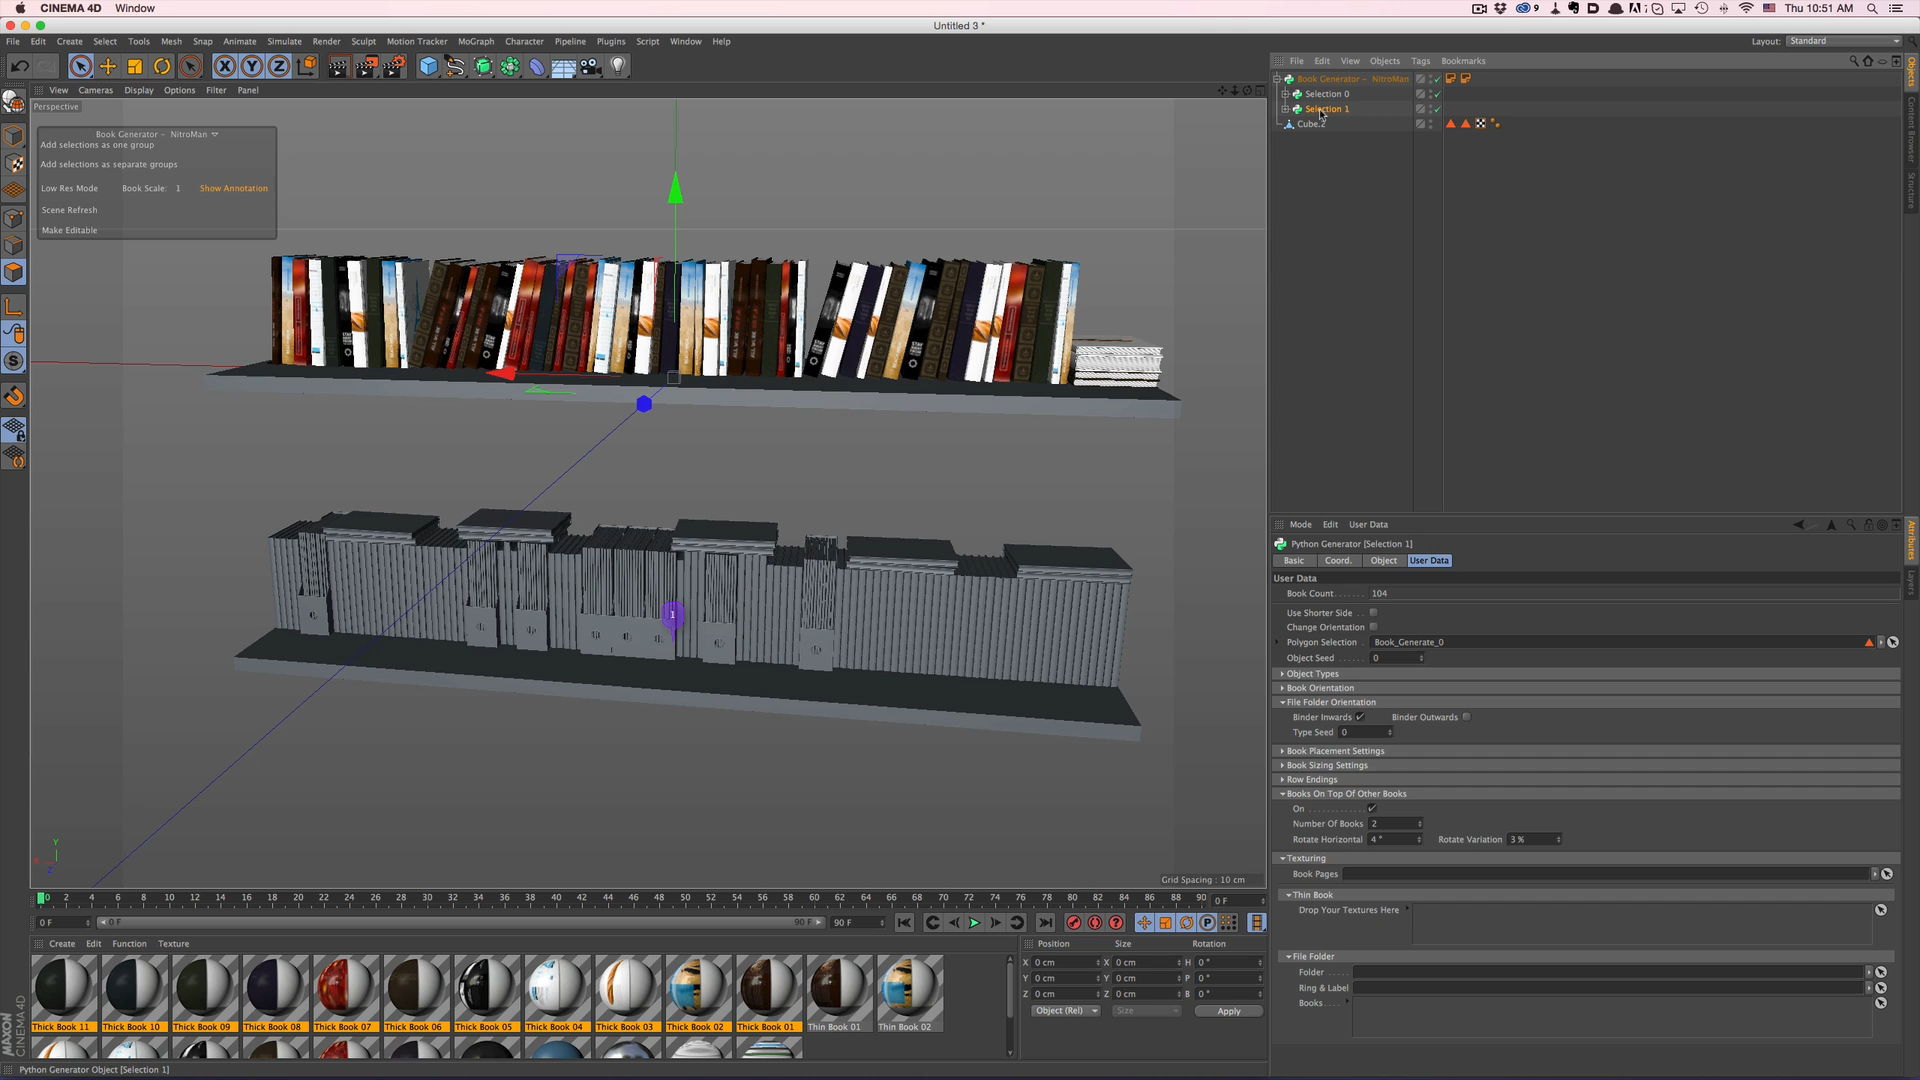 CINEMA 4D Window
9 Thu 10:51 AM
Untitled 3 *
File Edit Create Select Tools Mesh Snap Animate Simulate Render Sculpt Motion Tracker MoGraph Character Pipeline Plugins Script Window Help
Layout: Standard
X Y Z
File Edit View Objects Tags Bookmarks
View Cameras Display Options Filter Panel
Perspective
Book Generator - NitroMan
Add selections as one group
Add selections as separate groups
Low Res Mode Book Scale: 1 Show Annotation
Scene Refresh
Make Editable
Book Generator - NitroMan
Selection 0
Selection 1
Cube.2
Objects
Content Browser
Structure
Attributes
Layers
Mode Edit User Data
Python Generator [Selection 1]
Basic Coord. Object User Data
User Data
Book Count 104
Use Shorter Side
Change Orientation
Polygon Selection Book_Generate_0
Object Seed 0
Object Types
Book Orientation
File Folder Orientation
Binder Inwards Binder Outwards
Type Seed 0
Book Placement Settings
Book Sizing Settings
Row Endings
Books On Top Of Other Books
On
Number Of Books 2
Rotate Horizontal 4 ° Rotate Variation 3 %
Texturing
Book Pages
Thin Book
Drop Your Textures Here
File Folder
Folder
Ring & Label
Books
1
Y
Z
Grid Spacing : 10 cm
0 2 4 6 8 10 12 14 16 18 20 22 24 26 28 30 32 34 36 38 40 42 44 46 48 50 52 54 56 58 60 62 64 66 68 70 72 74 76 78 80 82 84 86 88 90 0 F
0 F 0 F 90 F 90 F
Create Edit Function Texture
Thick Book 11 Thick Book 10 Thick Book 09 Thick Book 08 Thick Book 07 Thick Book 06 Thick Book 05 Thick Book 04 Thick Book 03 Thick Book 02 Thick Book 01 Thin Book 01 Thin Book 02
Position Size Rotation
X 0 cm X 0 cm H 0 °
Y 0 cm Y 0 cm P 0 °
Z 0 cm Z 0 cm B 0 °
Object (Rel) Size Apply
MAXON
CINEMA 4D
Python Generator Object [Selection 1]